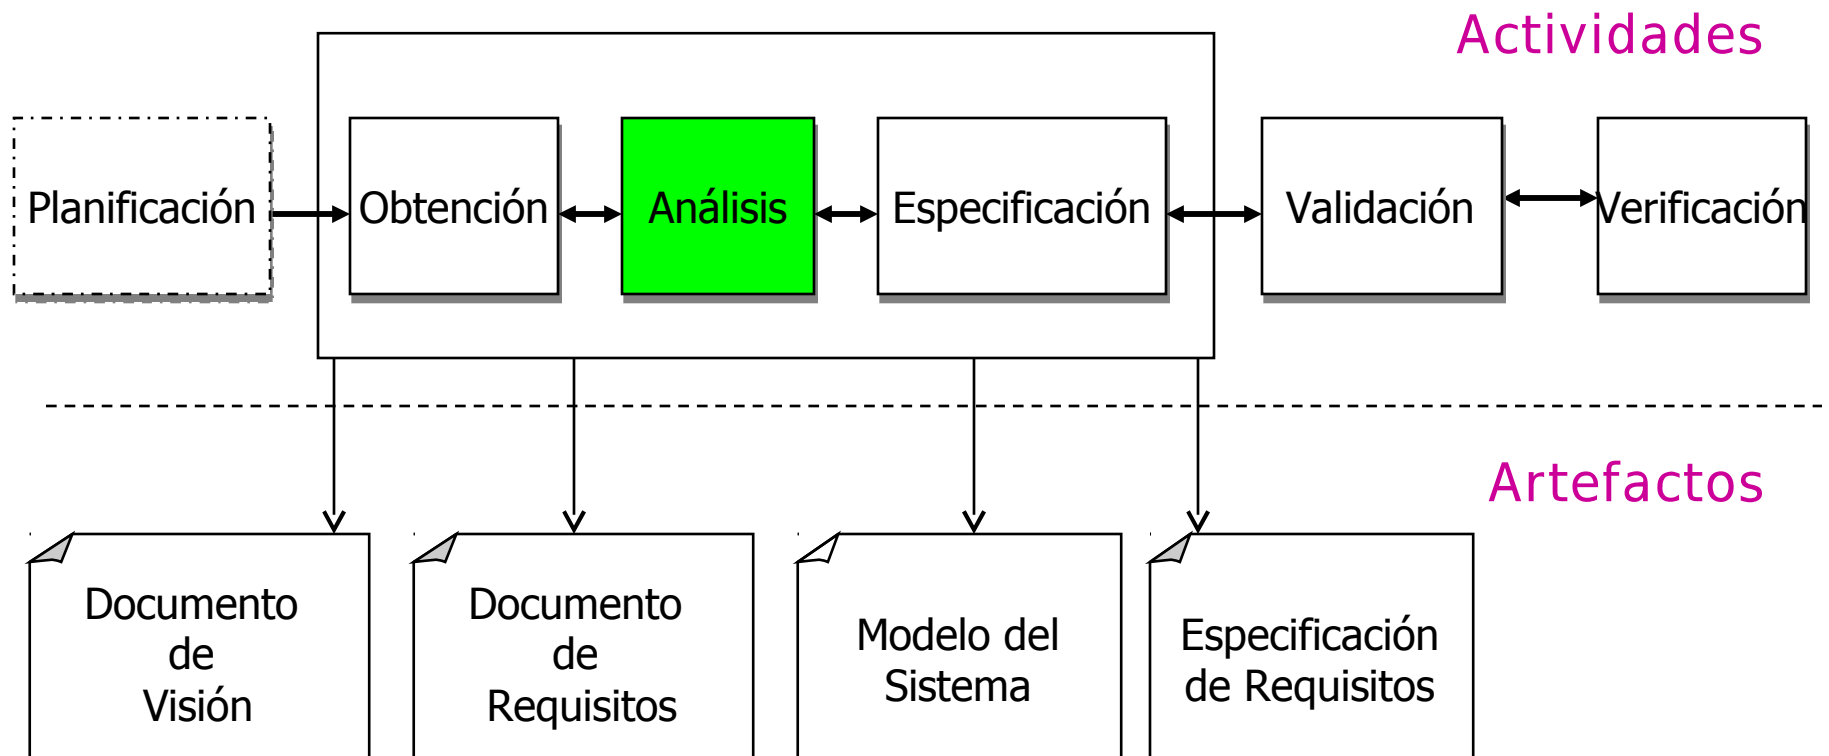 Actividades
Planificación
Obtención
Análisis
Especificación
Validación
Verificación
Artefactos
Documento
de
Visión
Documento
de
Requisitos
Modelo del
Sistema
Especificación
de Requisitos